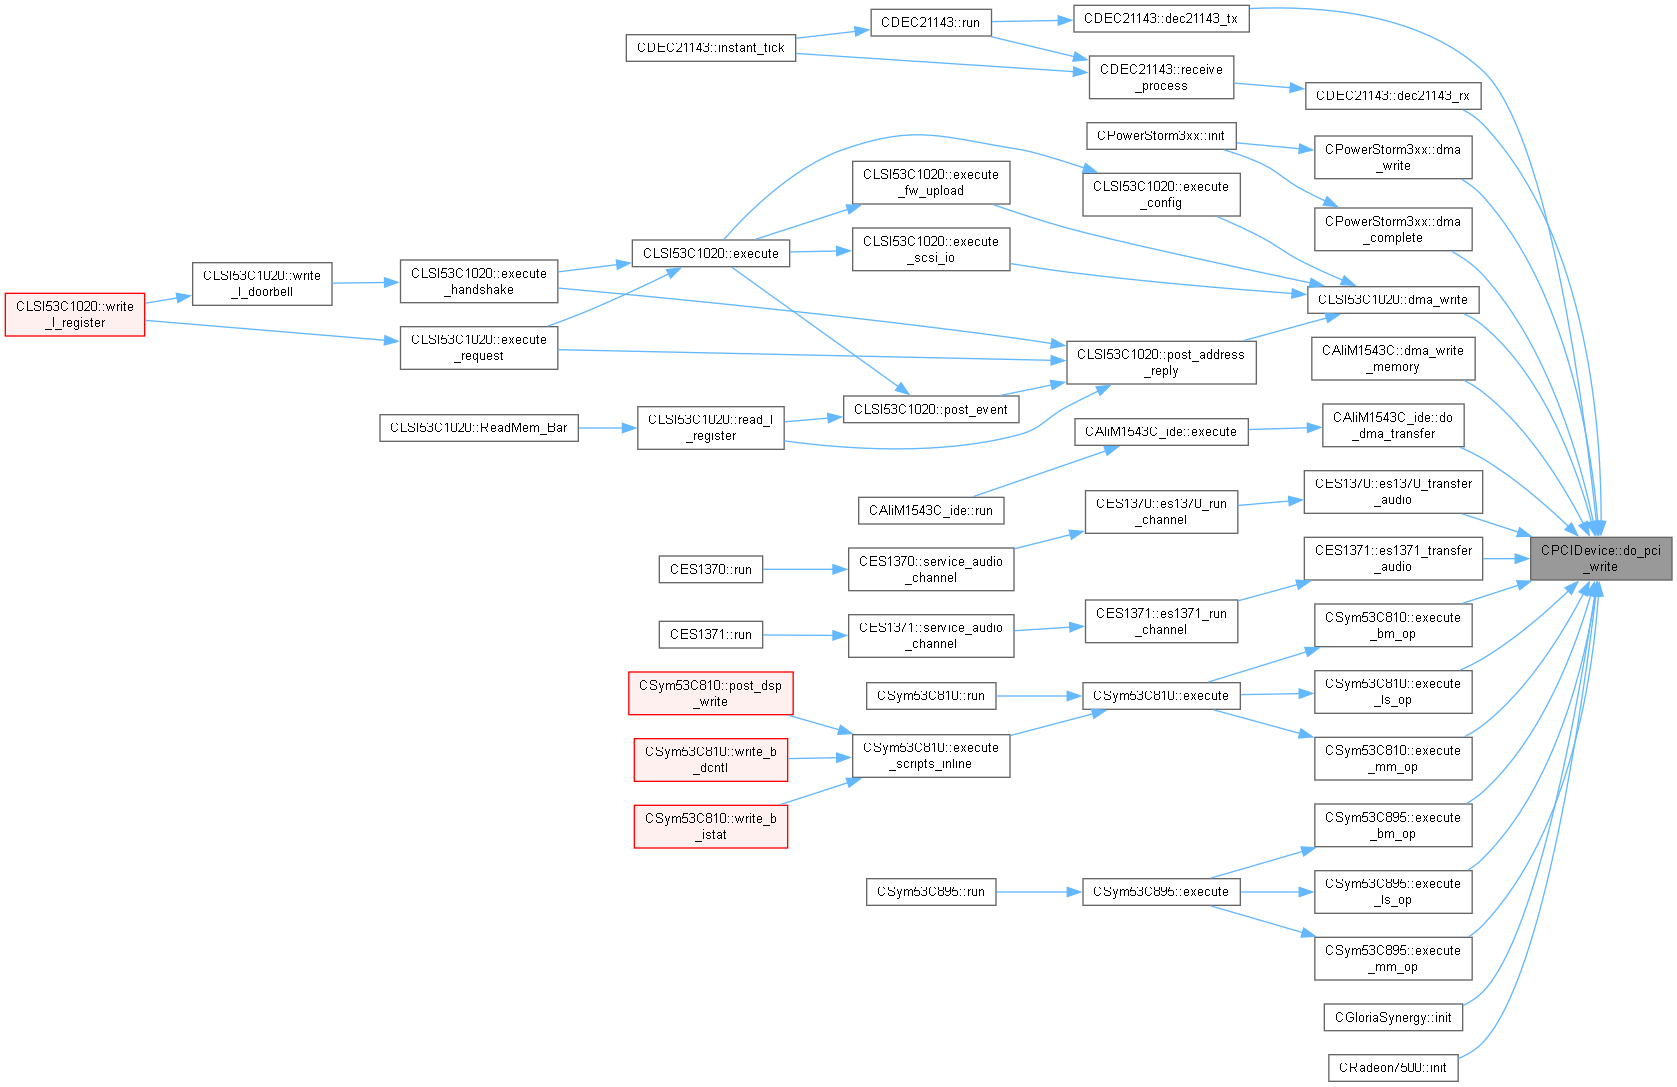 CDEC21143::run
CDEC21143::dec21143_tx
CDEC21143::instant_tick
CDEC21143::receive
_process
CDEC21143::dec21143_rx
CPowerStorm3xx::init
CPowerStorm3xx::dma
_write
CLSI53C1020::execute
_fw_upload
CLSI53C1020::execute
_config
CPowerStorm3xx::dma
_complete
CLSI53C1020::execute
CLSI53C1020::execute
_scsi_io
CLSI53C1020::write
_l_doorbell
CLSI53C1020::execute
_handshake
CLSI53C1020::dma_write
CLSI53C1020::write
_l_register
CLSI53C1020::execute
_request
CLSI53C1020::post_address
_reply
CAliM1543C::dma_write
_memory
CLSI53C1020::ReadMem_Bar
CLSI53C1020::read_l
_register
CLSI53C1020::post_event
CAliM1543C_ide::execute
CAliM1543C_ide::do
_dma_transfer
CAliM1543C_ide::run
CES1370::es1370_run
_channel
CES1370::es1370_transfer
_audio
CES1370::run
CES1370::service_audio
_channel
CES1371::es1371_transfer
_audio
CPCIDevice::do_pci
_write
CES1371::run
CES1371::service_audio
_channel
CES1371::es1371_run
_channel
CSym53C810::execute
_bm_op
CSym53C810::post_dsp
_write
CSym53C810::run
CSym53C810::execute
CSym53C810::execute
_ls_op
CSym53C810::write_b
_dcntl
CSym53C810::execute
_scripts_inline
CSym53C810::execute
_mm_op
CSym53C810::write_b
_istat
CSym53C895::execute
_bm_op
CSym53C895::run
CSym53C895::execute
CSym53C895::execute
_ls_op
CSym53C895::execute
_mm_op
CGloriaSynergy::init
CRadeon7500::init